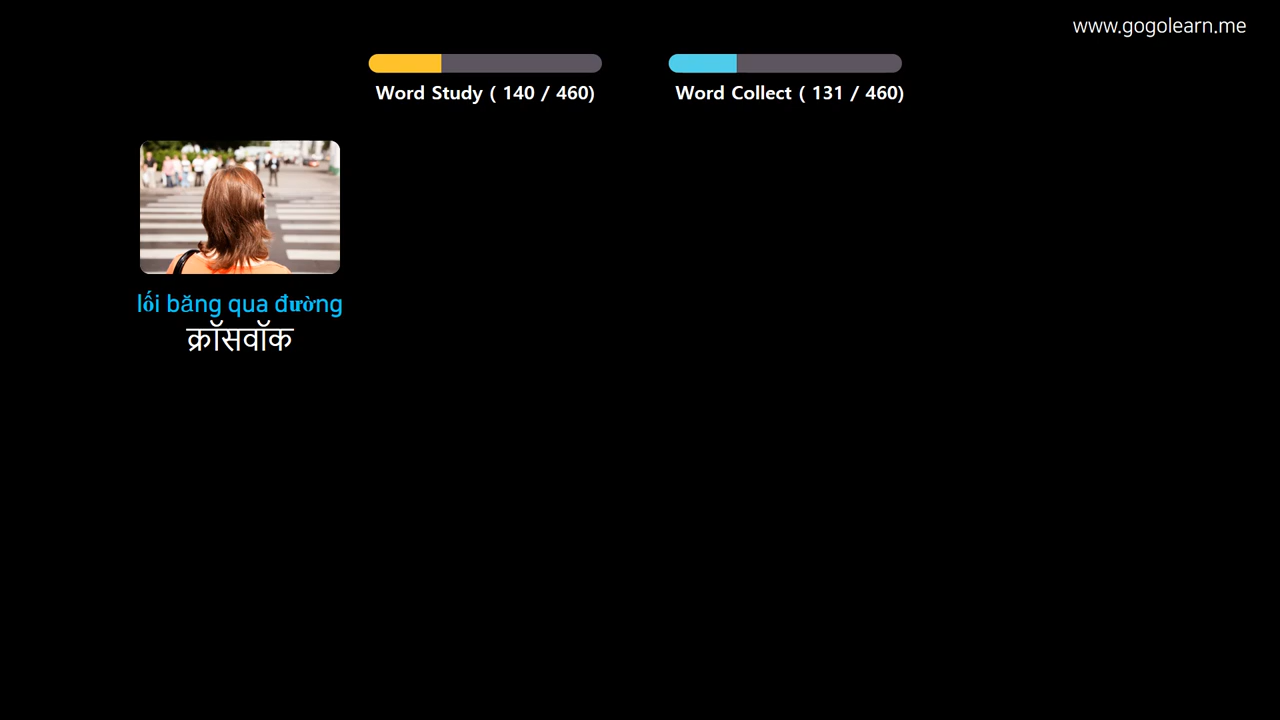 www.gogolearn.me
Word Study ( 140 / 460)
Word Collect ( 131 / 460)
lối băng qua đường
क्रॉसवॉक